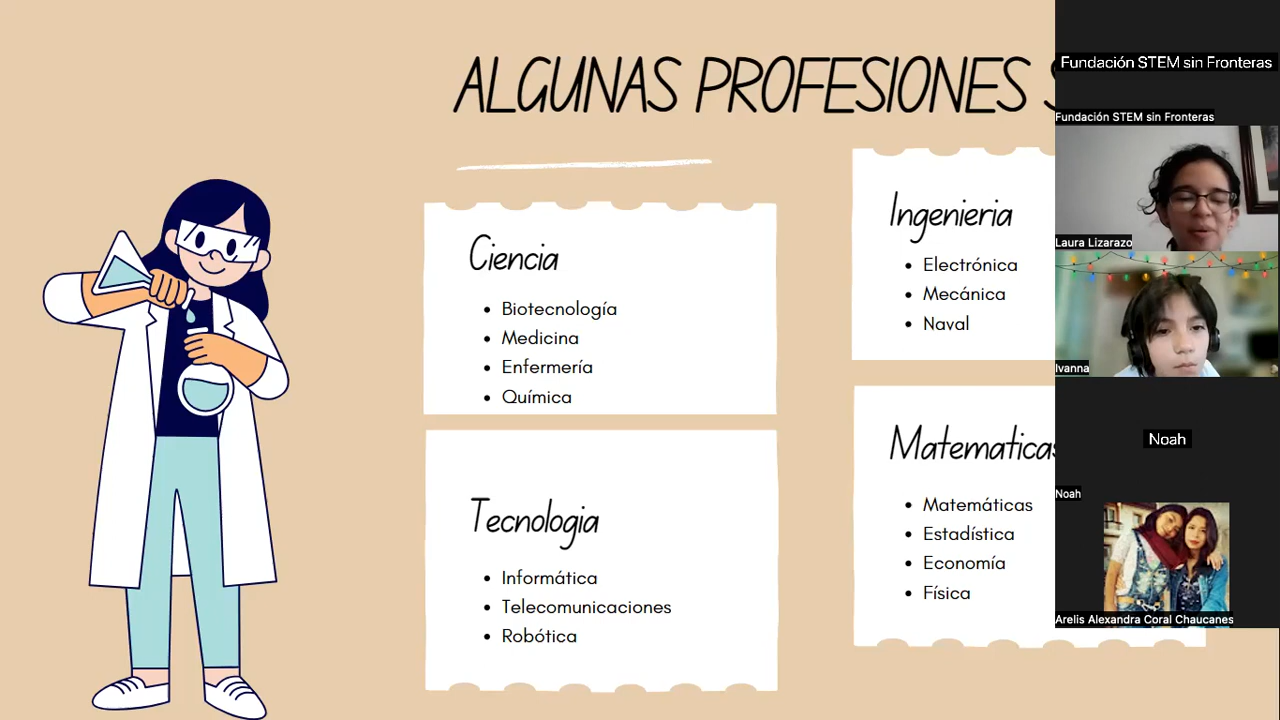 ALGUNAS PROFESIONES
Ciencia
Biotecnología
Medicina
Enfermería
Química
Tecnologia
Informática
Telecomunicaciones
Robótica
Ingenieria
Electrónica
Mecánica
Naval
Matematicas
Matemáticas
Estadística
Economía
Física
Fundación STEM sin Fronteras
Fundación STEM sin Fronteras
Laura Lizarazo
Ivanna
Noah
Noah
Arelis Alexandra Coral Chaucanes